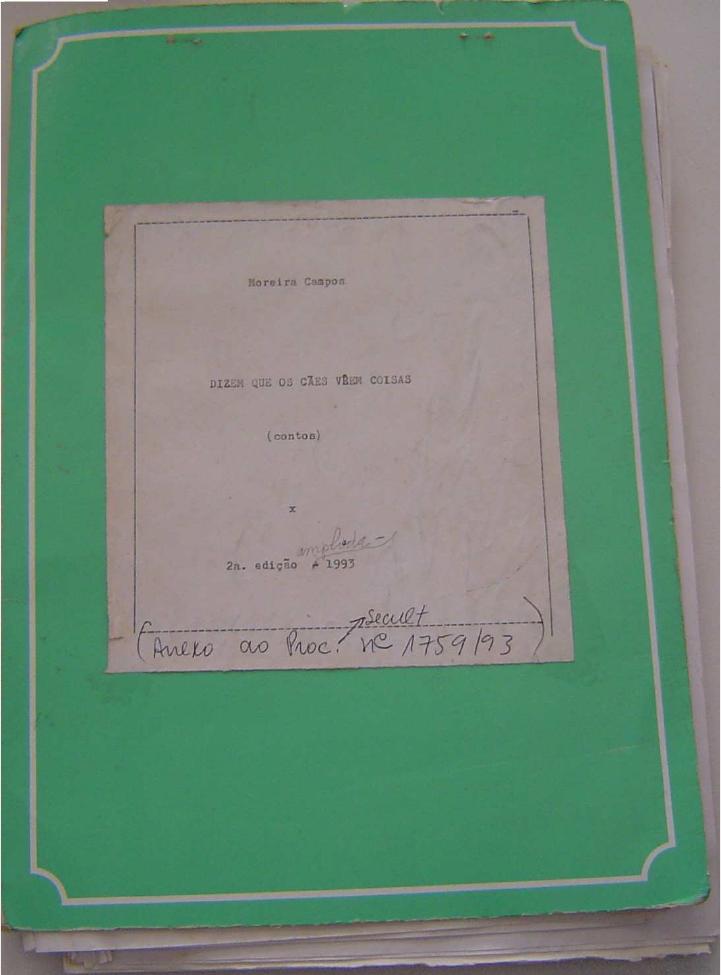 Moreira Campos
DIZEM QUE OS CÃES VÊEM COISAS
(contos)
x
ampliada -
2a. edição - 1993
Secult
(Anexo ao Proc. nº 1759/93)